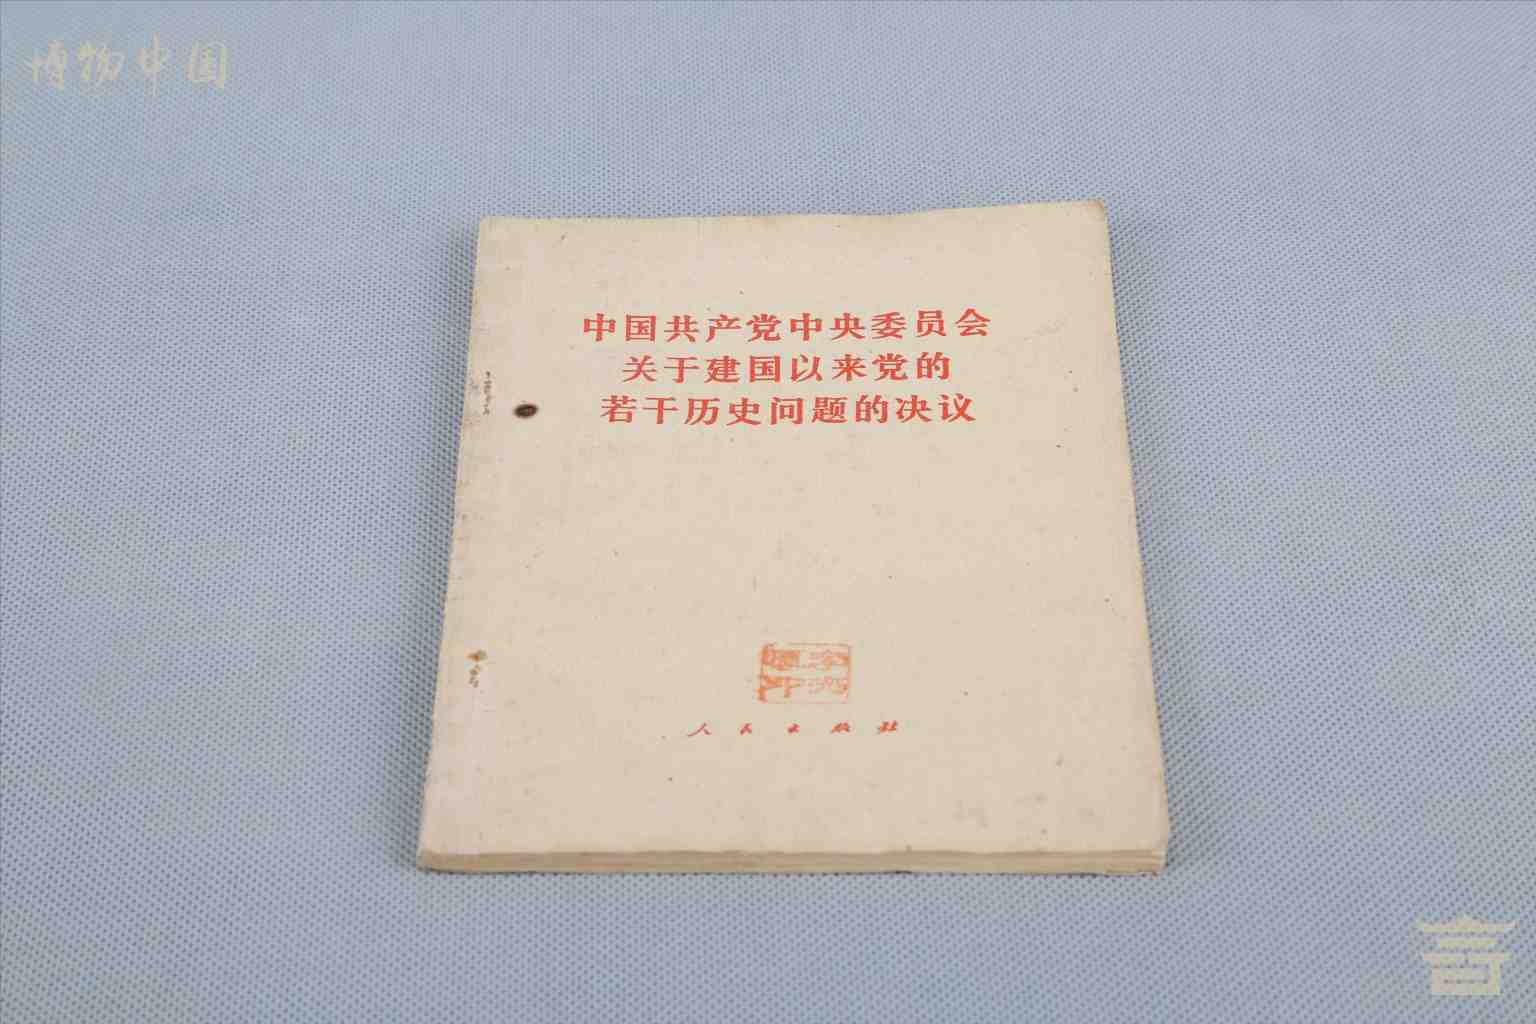 博物中国
中国共产党中央委员会
关于建国以来党的
若干历史问题的决议
人民出版社